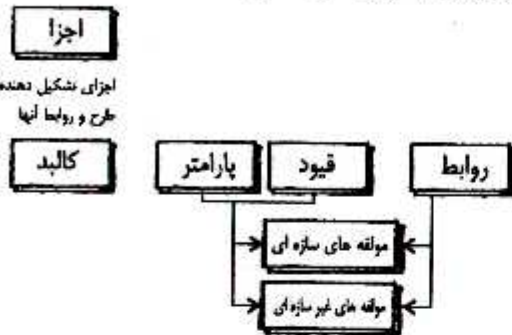 اجزا
اجزای تشکیل دهنده
طرح و روابط آنها
روابط
قیود
پارامتر
کالبد
مولفه های سازه ای
مولفه های غیر سازه ای